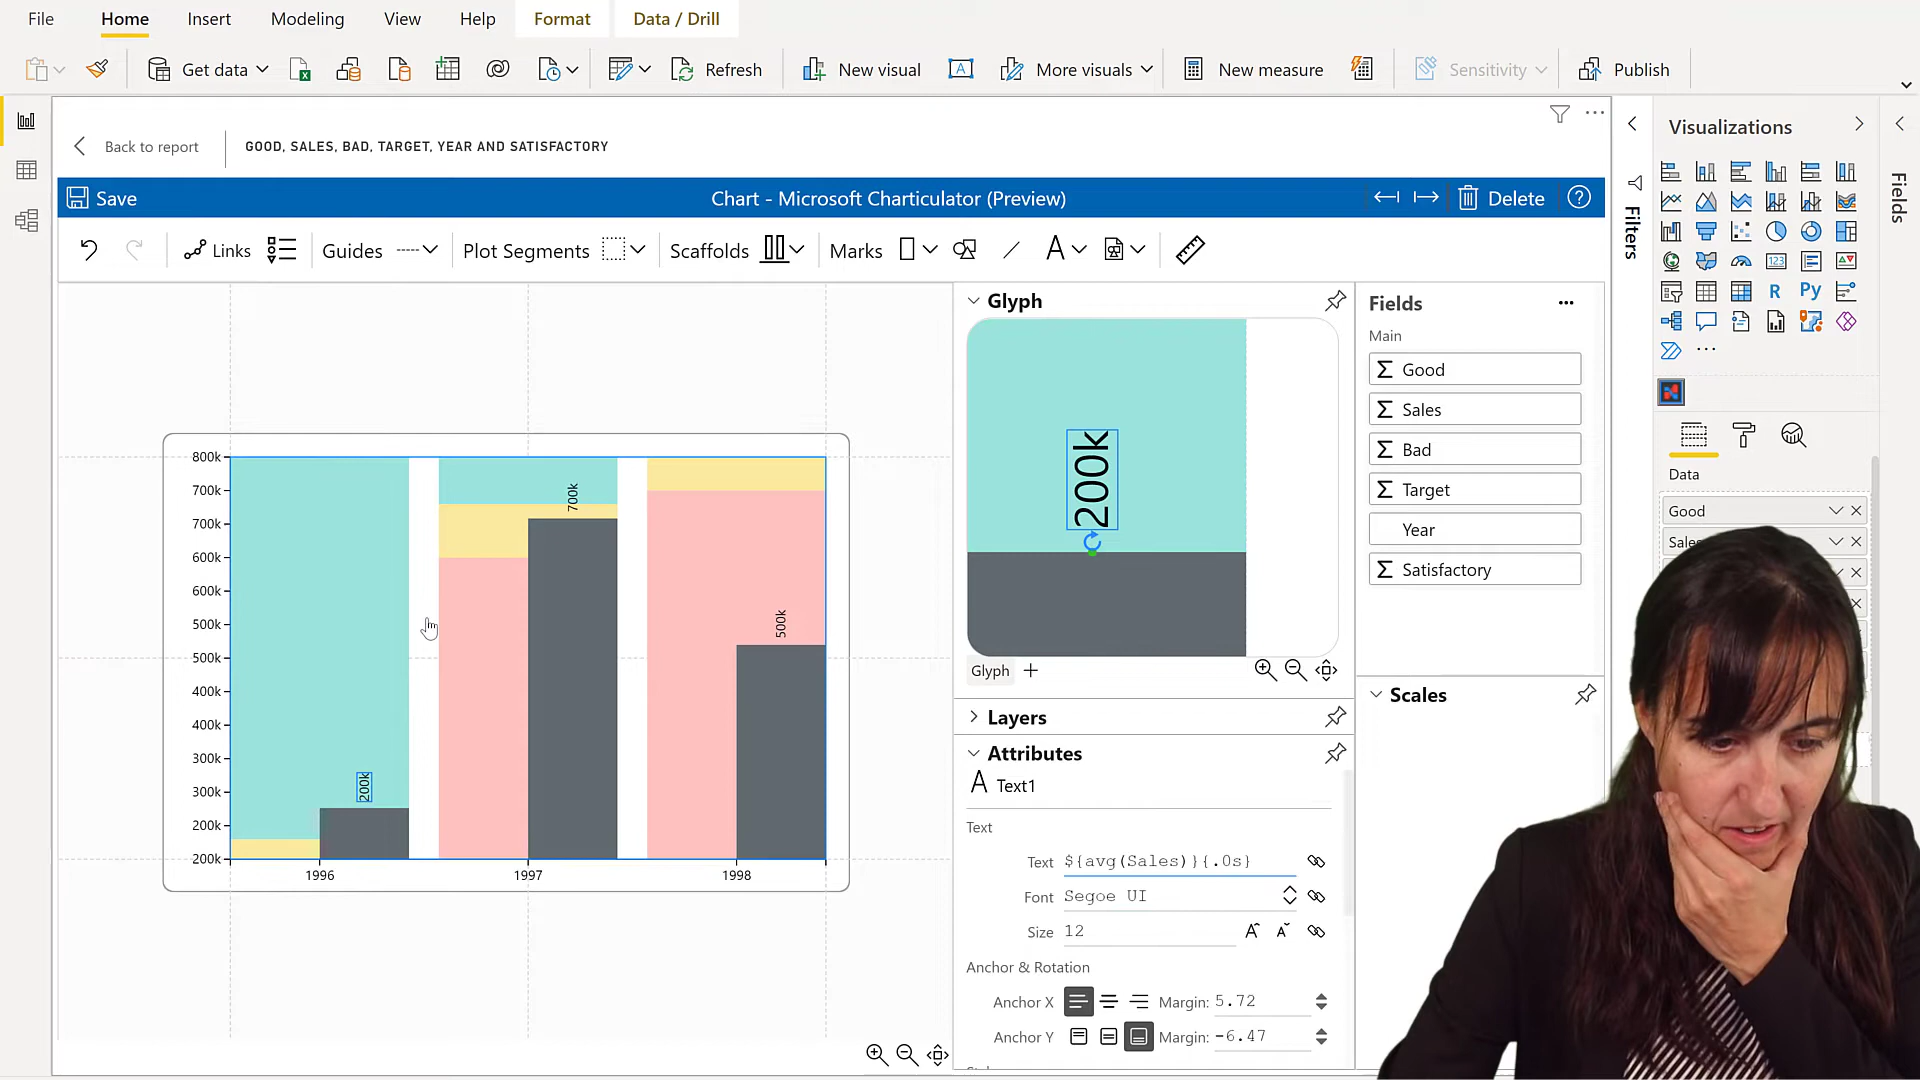 File Home Insert Modeling View Help Format Data / Drill
Get data Refresh New visual A More visuals New measure Sensitivity Publish
Back to report GOOD, SALES, BAD, TARGET, YEAR AND SATISFACTORY
Save Chart - Microsoft Charticulator (Preview) Delete ?
Links Guides Plot Segments Scaffolds Marks A
800k
700k
700k
600k
600k
500k
500k
400k
400k
300k
300k
200k
200k
200k
700k
500k
1996 1997 1998
Glyph
200k
Glyph +
Layers
Attributes
A Text1
Text
Text ${avg(Sales)}{.0s}
Font Segoe UI
Size 12
Anchor & Rotation
Anchor X Margin: 5.72
Anchor Y Margin: -6.47
Fields
Main
Σ Good
Σ Sales
Σ Bad
Σ Target
Year
Σ Satisfactory
Scales
Filters
Visualizations
123
R Py
Data
Good
Sales
Fields